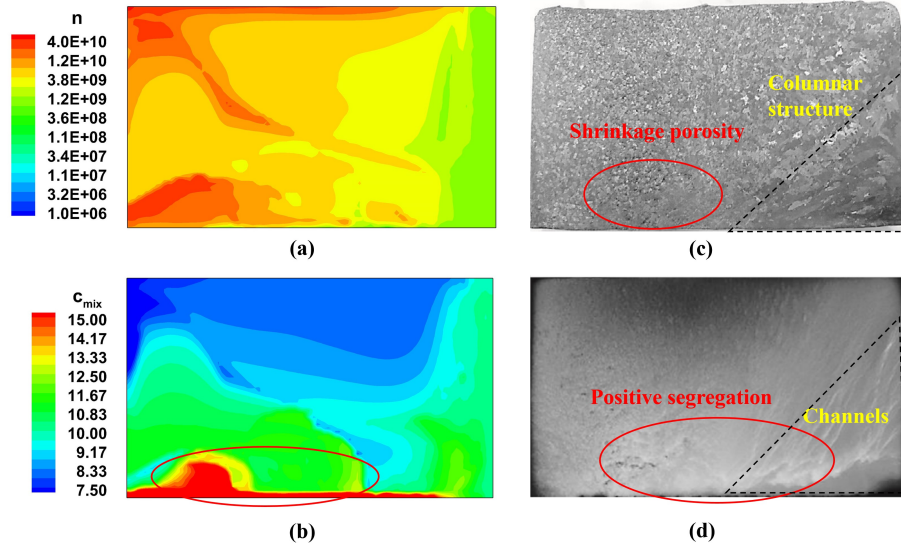 n
4.0E+10
1.2E+10
3.8E+09
1.2E+09
3.6E+08
1.1E+08
3.4E+07
1.1E+07
3.2E+06
1.0E+06
(a)
Columnar
structure
Shrinkage porosity
(c)
c_mix
15.00
14.17
13.33
12.50
11.67
10.83
10.00
9.17
8.33
7.50
(b)
Positive segregation
Channels
(d)